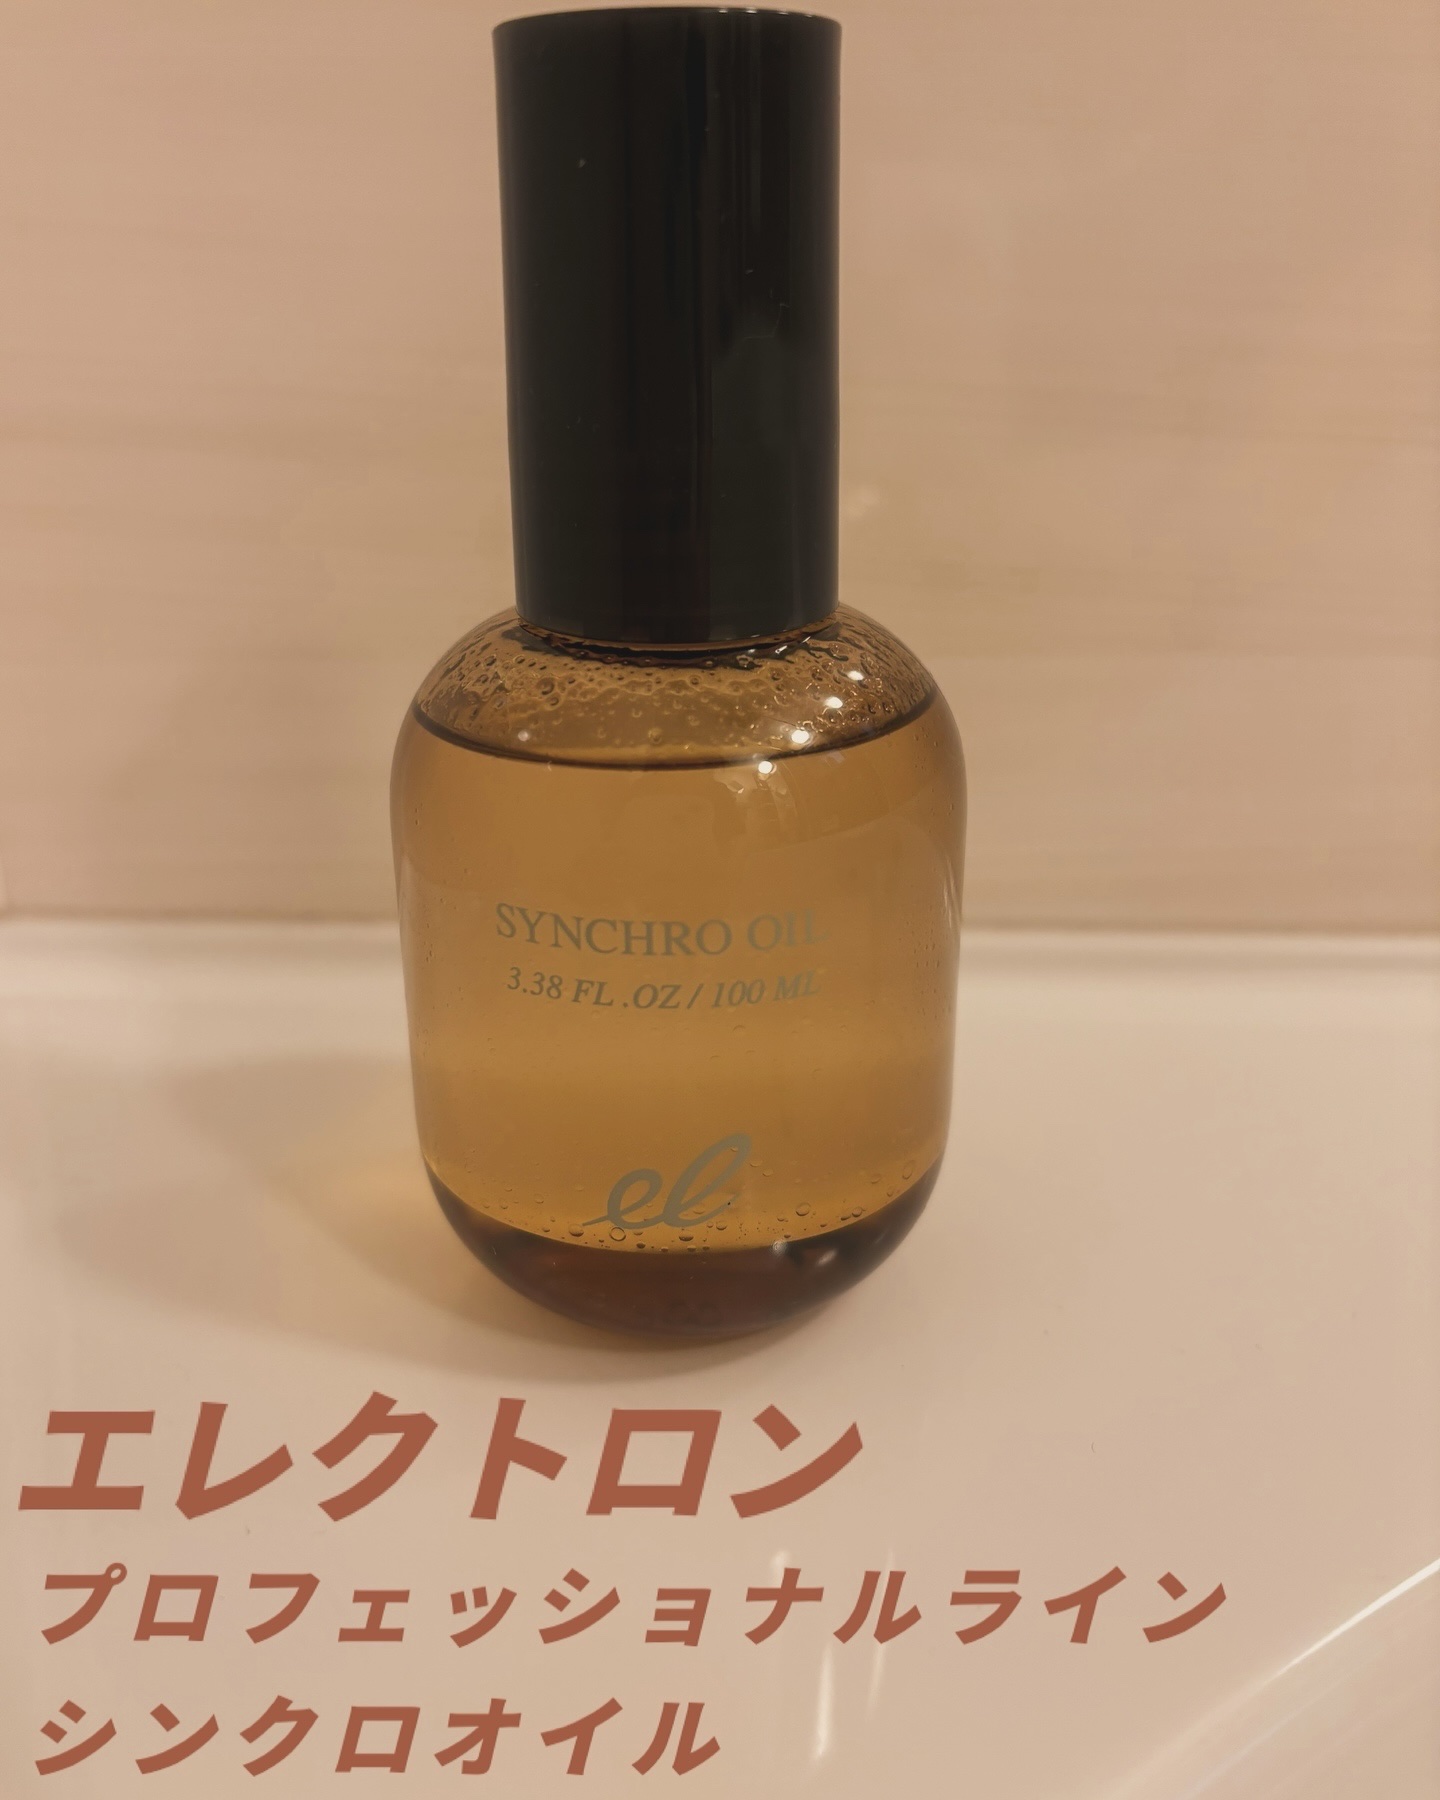 SYNCHRO OIL
3.38 FL .OZ / 100 ML
el
エレクトロン
プロフェッショナルライン
シンクロオイル